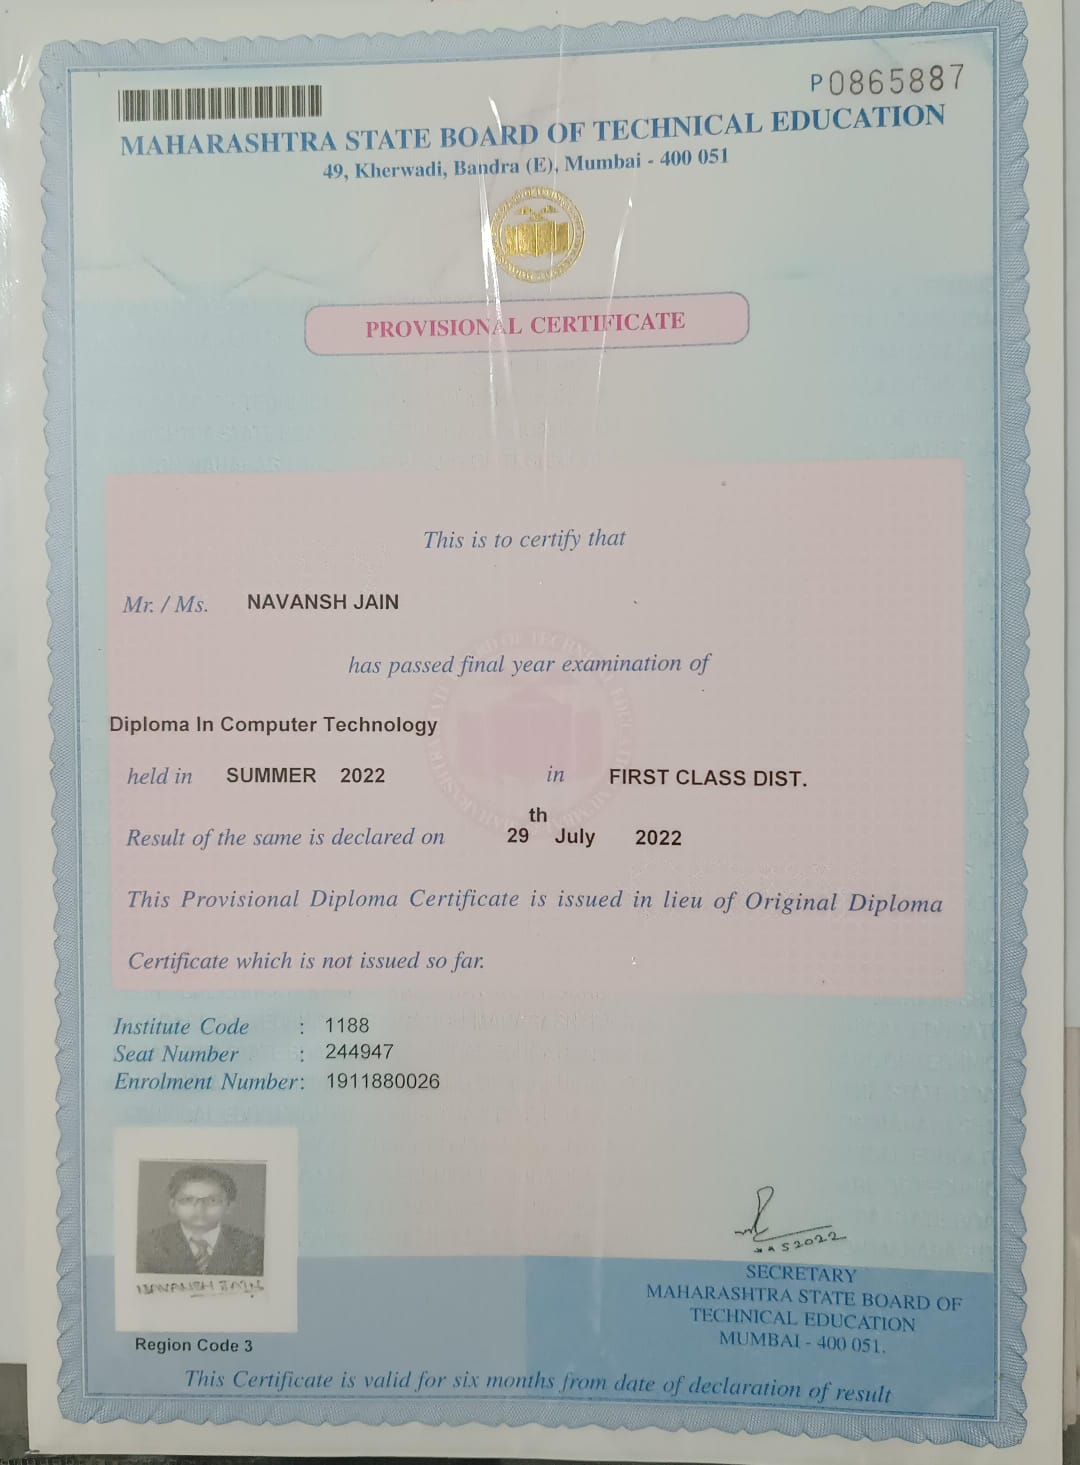 P0865887
MAHARASHTRA STATE BOARD OF TECHNICAL EDUCATION
49, Kherwadi, Bandra (E), Mumbai - 400 051
PROVISIONAL CERTIFICATE
This is to certify that
Mr. / Ms. NAVANSH JAIN
has passed final year examination of
Diploma In Computer Technology
held in SUMMER 2022 in FIRST CLASS DIST.
Result of the same is declared on 29th July 2022
This Provisional Diploma Certificate is issued in lieu of Original Diploma
Certificate which is not issued so far.
Institute Code : 1188
Seat Number : 244947
Enrolment Number: 1911880026
NAVANSH JAIN
Region Code 3
SECRETARY
MAHARASHTRA STATE BOARD OF
TECHNICAL EDUCATION
MUMBAI - 400 051.
This Certificate is valid for six months from date of declaration of result